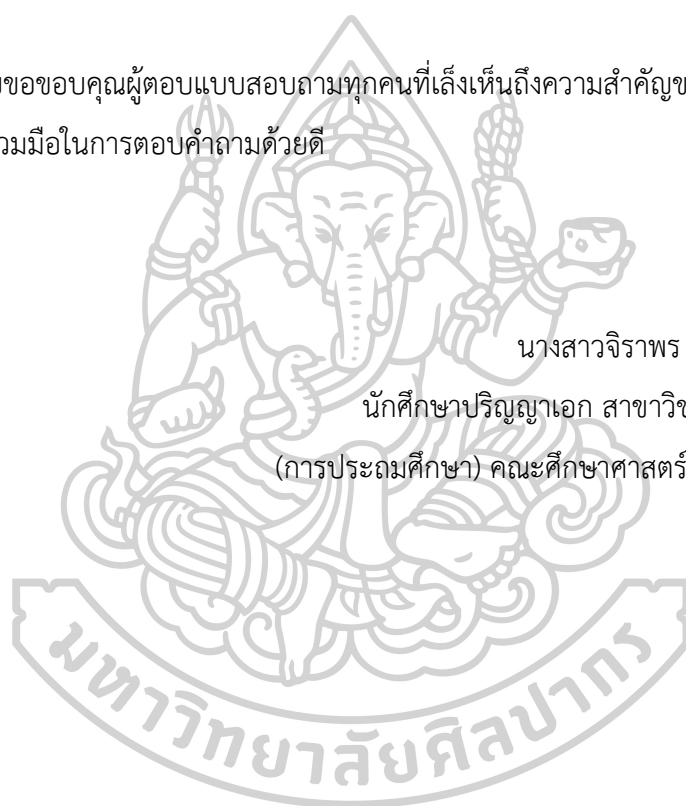 ขอขอบคุณผู้ตอบแบบสอบถามทุกคนที่เล็งเห็นถึงความสำคัญข
วมมือในการตอบคำถามด้วยดี
นางสาวจิราพร
นักศึกษาปริญญาเอก สาขาวิช
(การประถมศึกษา) คณะศึกษาศาสตร์
มหาวิทยาลัยศิลปากร